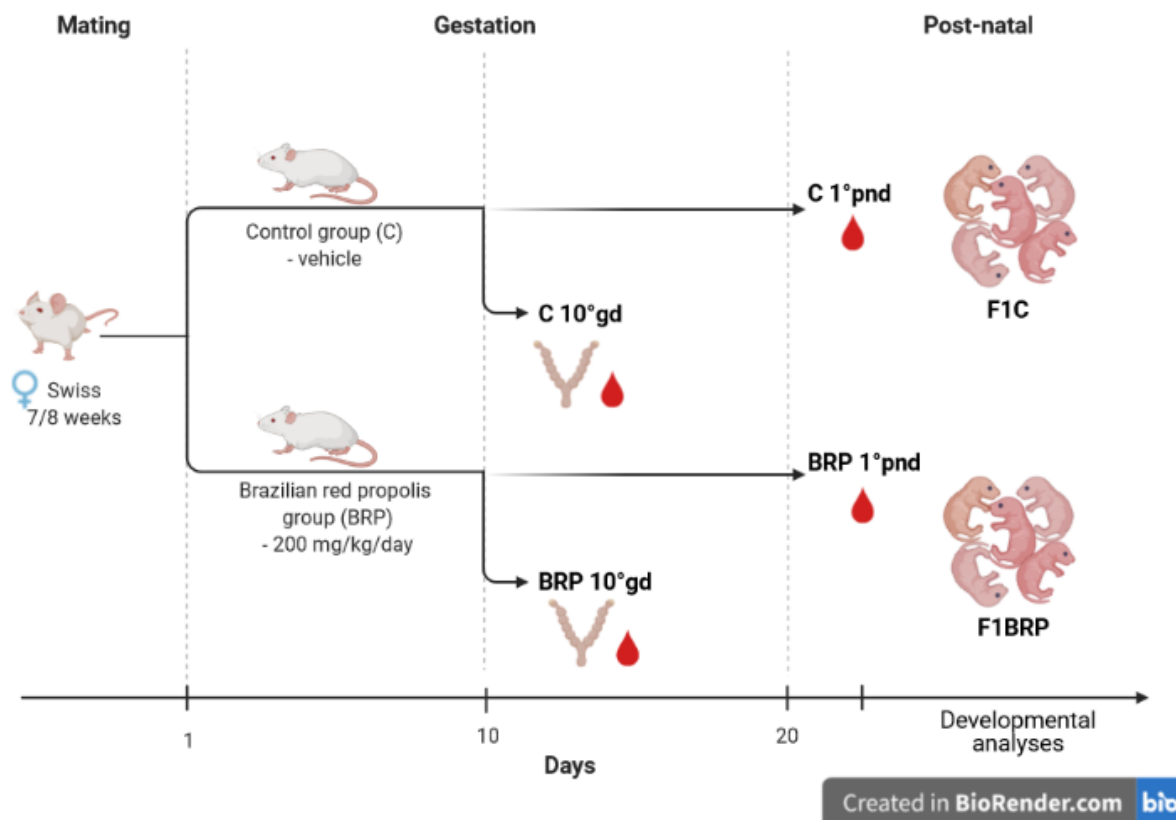 Mating
Gestation
Post-natal
Control group (C)
- vehicle
C 1°pnd
F1C
C 10°gd
♀ Swiss
7/8 weeks
Brazilian red propolis
group (BRP)
- 200 mg/kg/day
BRP 1°pnd
F1BRP
BRP 10°gd
1
10
20
Days
Developmental
analyses
Created in BioRender.com
bio